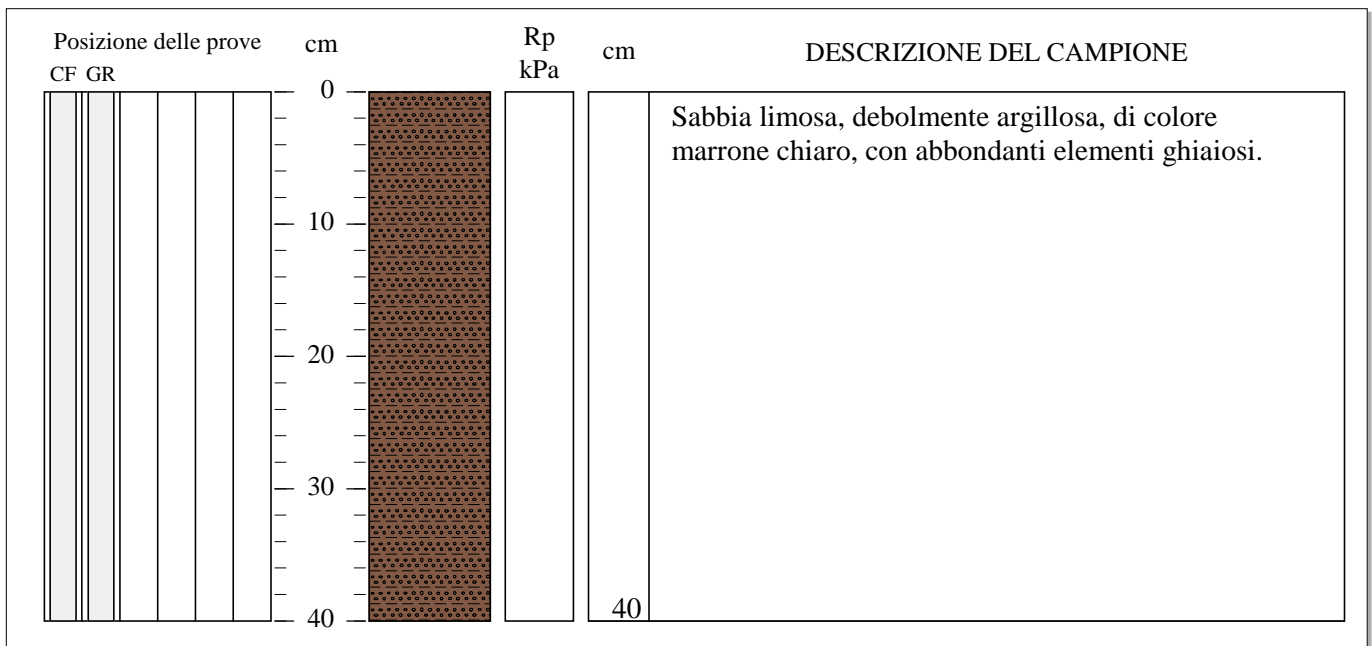 Posizione delle prove
CF GR
cm
Rp
kPa
cm
DESCRIZIONE DEL CAMPIONE
0
10
20
30
40
40
Sabbia limosa, debolmente argillosa, di colore
marrone chiaro, con abbondanti elementi ghiaiosi.